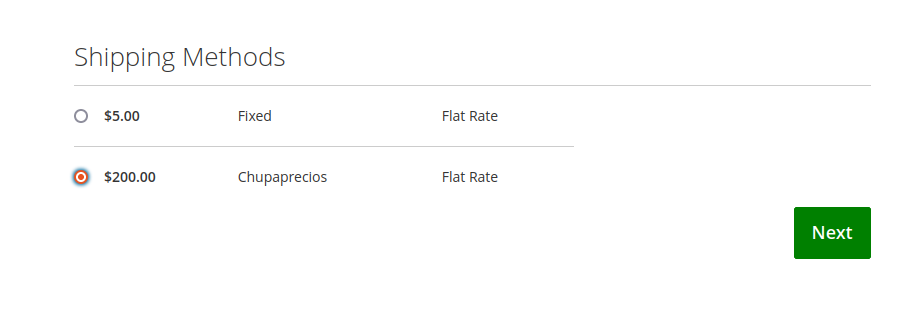 Shipping Methods
$5.00 Fixed Flat Rate
$200.00 Chupaprecios Flat Rate
Next